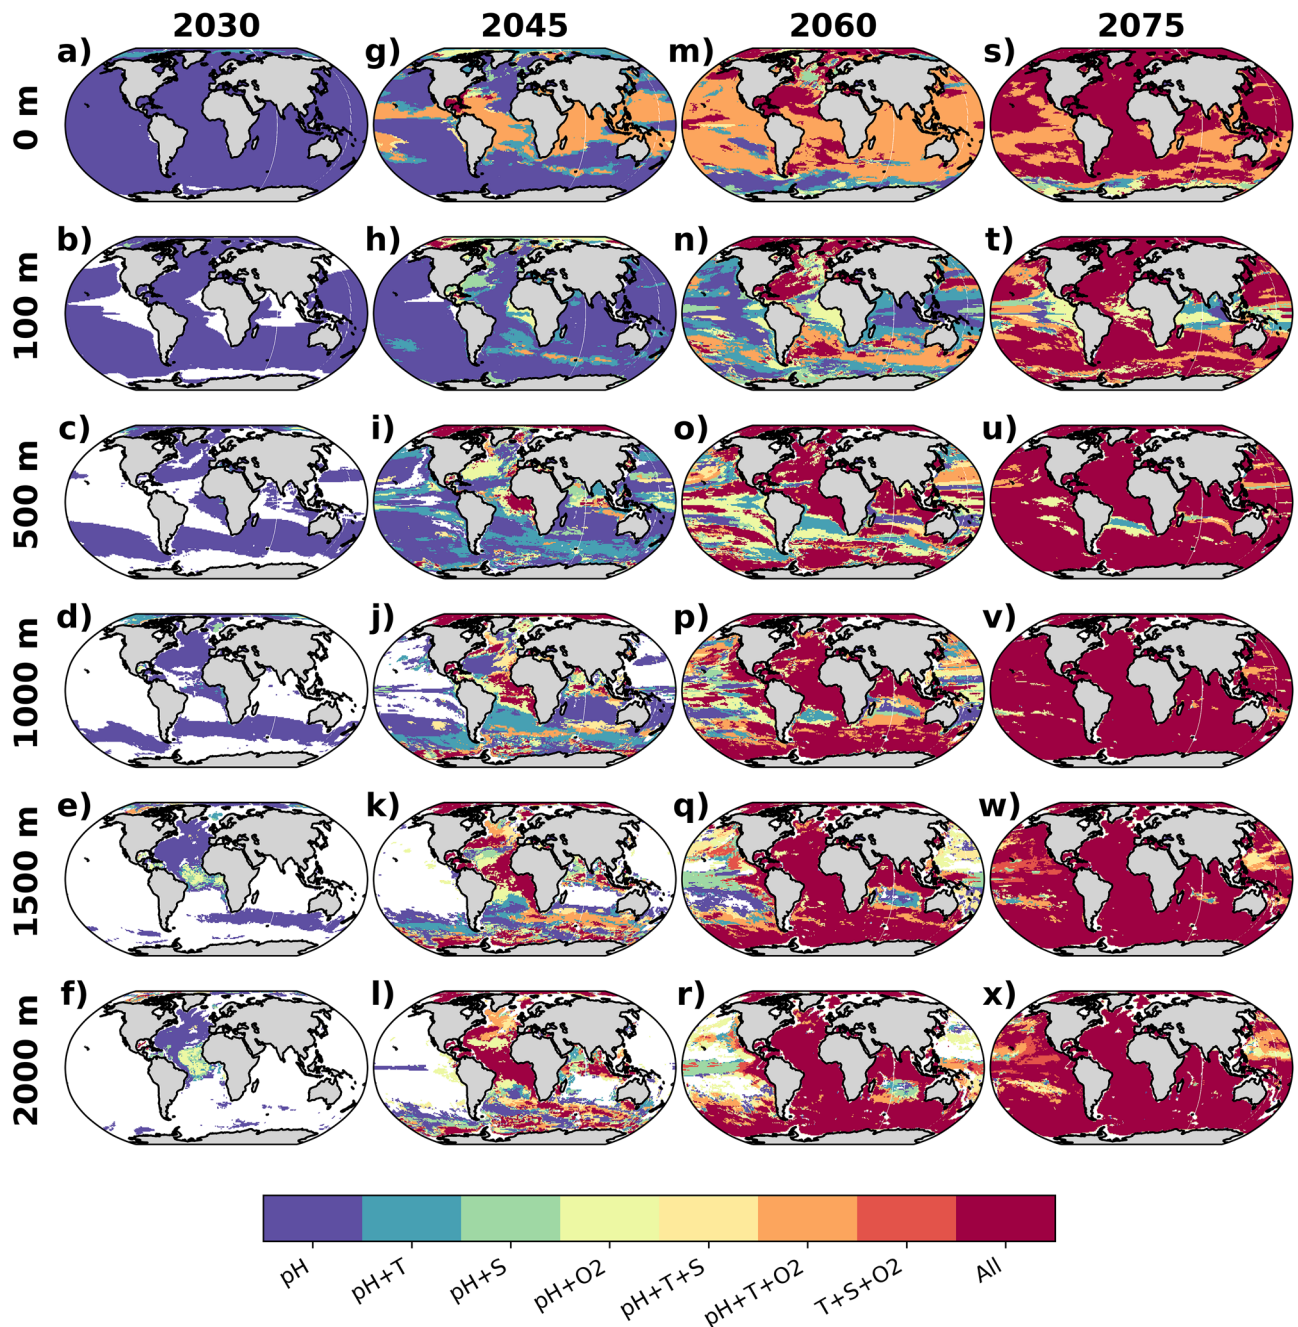 2030 2045 2060 2075
a) g) m) s)
0 m
b) h) n) t)
100 m
c) i) o) u)
500 m
d) j) p) v)
1000 m
e) k) q) w)
1500 m
f) l) r) x)
2000 m
pH pH+T pH+S pH+O2 pH+T+S pH+T+O2 T+S+O2 All